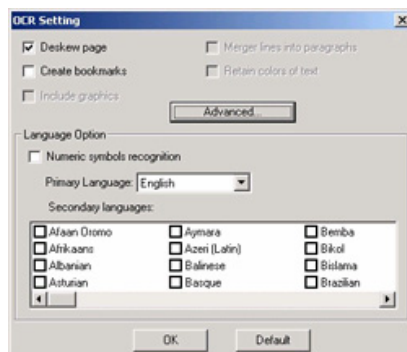 OCR Setting
Deskew page
Merger lines into paragraphs
Create bookmarks
Retain colors of text
Include graphics
Advanced...
Language Option
Numeric symbols recognition
Primary Language: English
Secondary languages:
Afaan Oromo Aymara Bemba
Afrikaans Azeri (Latin) Bikol
Albanian Balinese Bislama
Asturian Basque Brazilian
OK Default